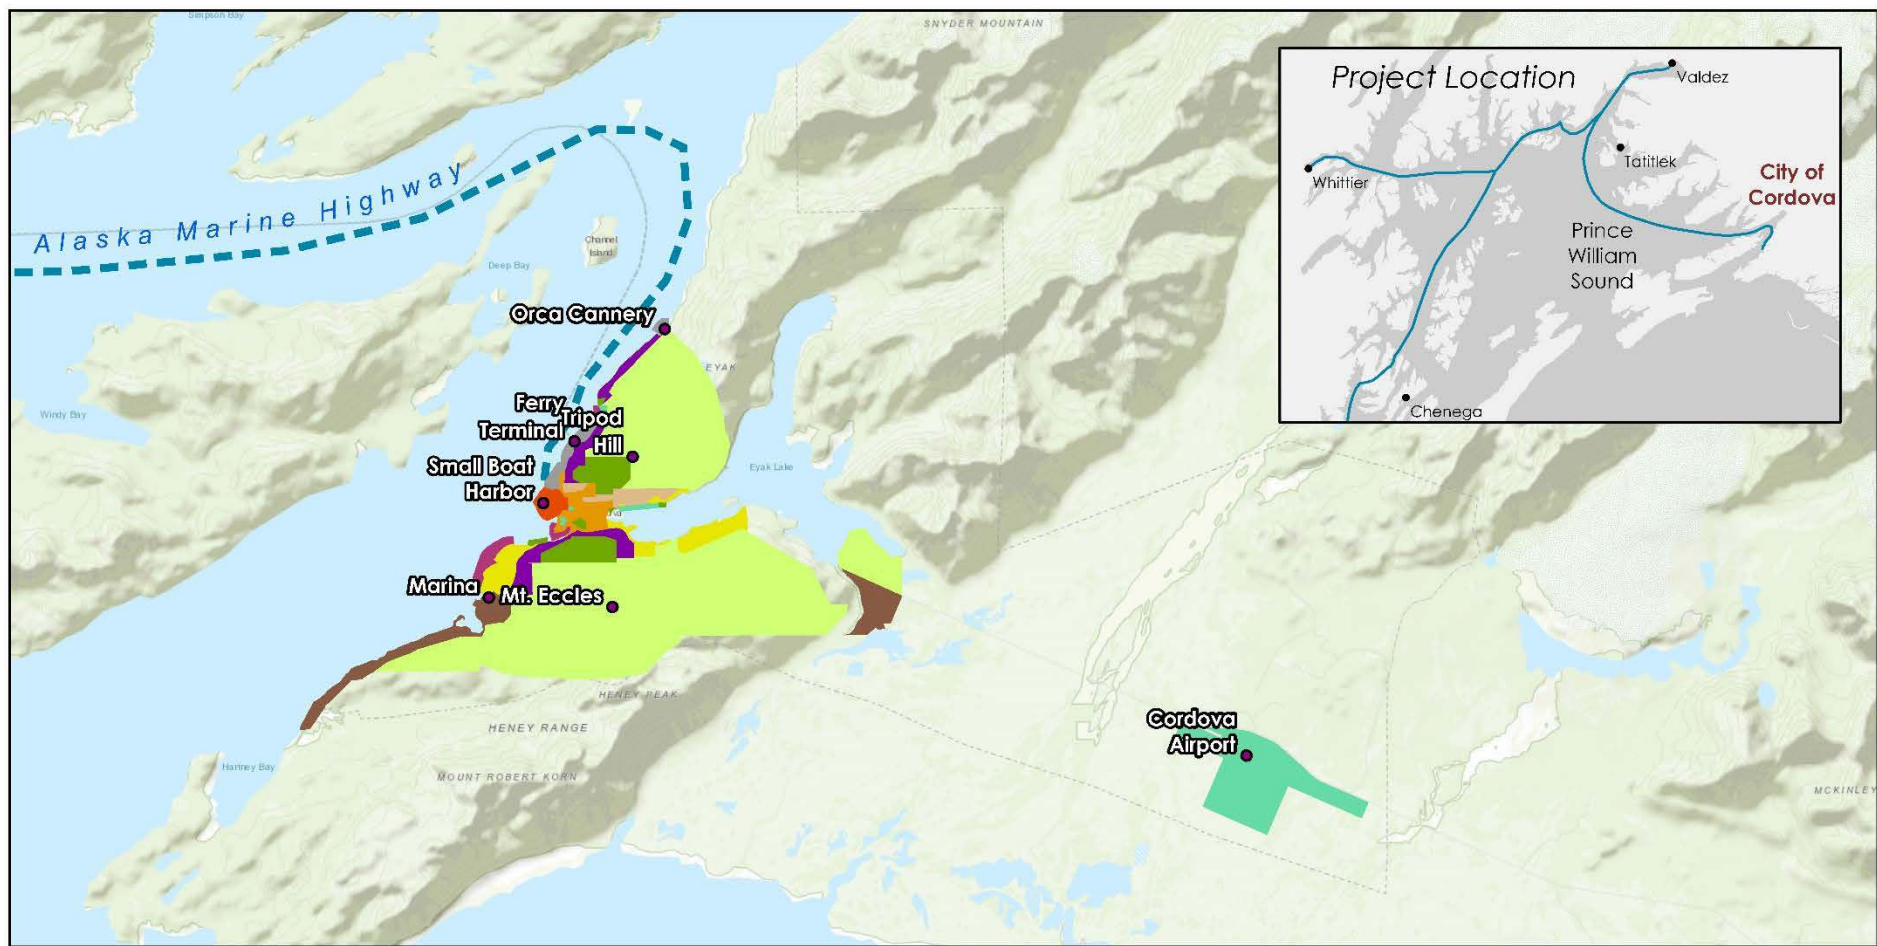 Simpson Bay
SNYDER MOUNTAIN
Project Location
Valdez
Tatitlek
Whittier
City of
Cordova
Prince
William
Sound
Chenega
Alaska Marine Highway
Channel
Island
Deep Bay
Orca Cannery
EYAK
Ferry
Terminal
Tripod
Hill
Windy Bay
Small Boat
Harbor
Eyak Lake
Marina
Mt. Eccles
HENEY PEAK
HENEY RANGE
Cordova
Airport
Hartney Bay
MOUNT ROBERT KORN
MCKINLEY